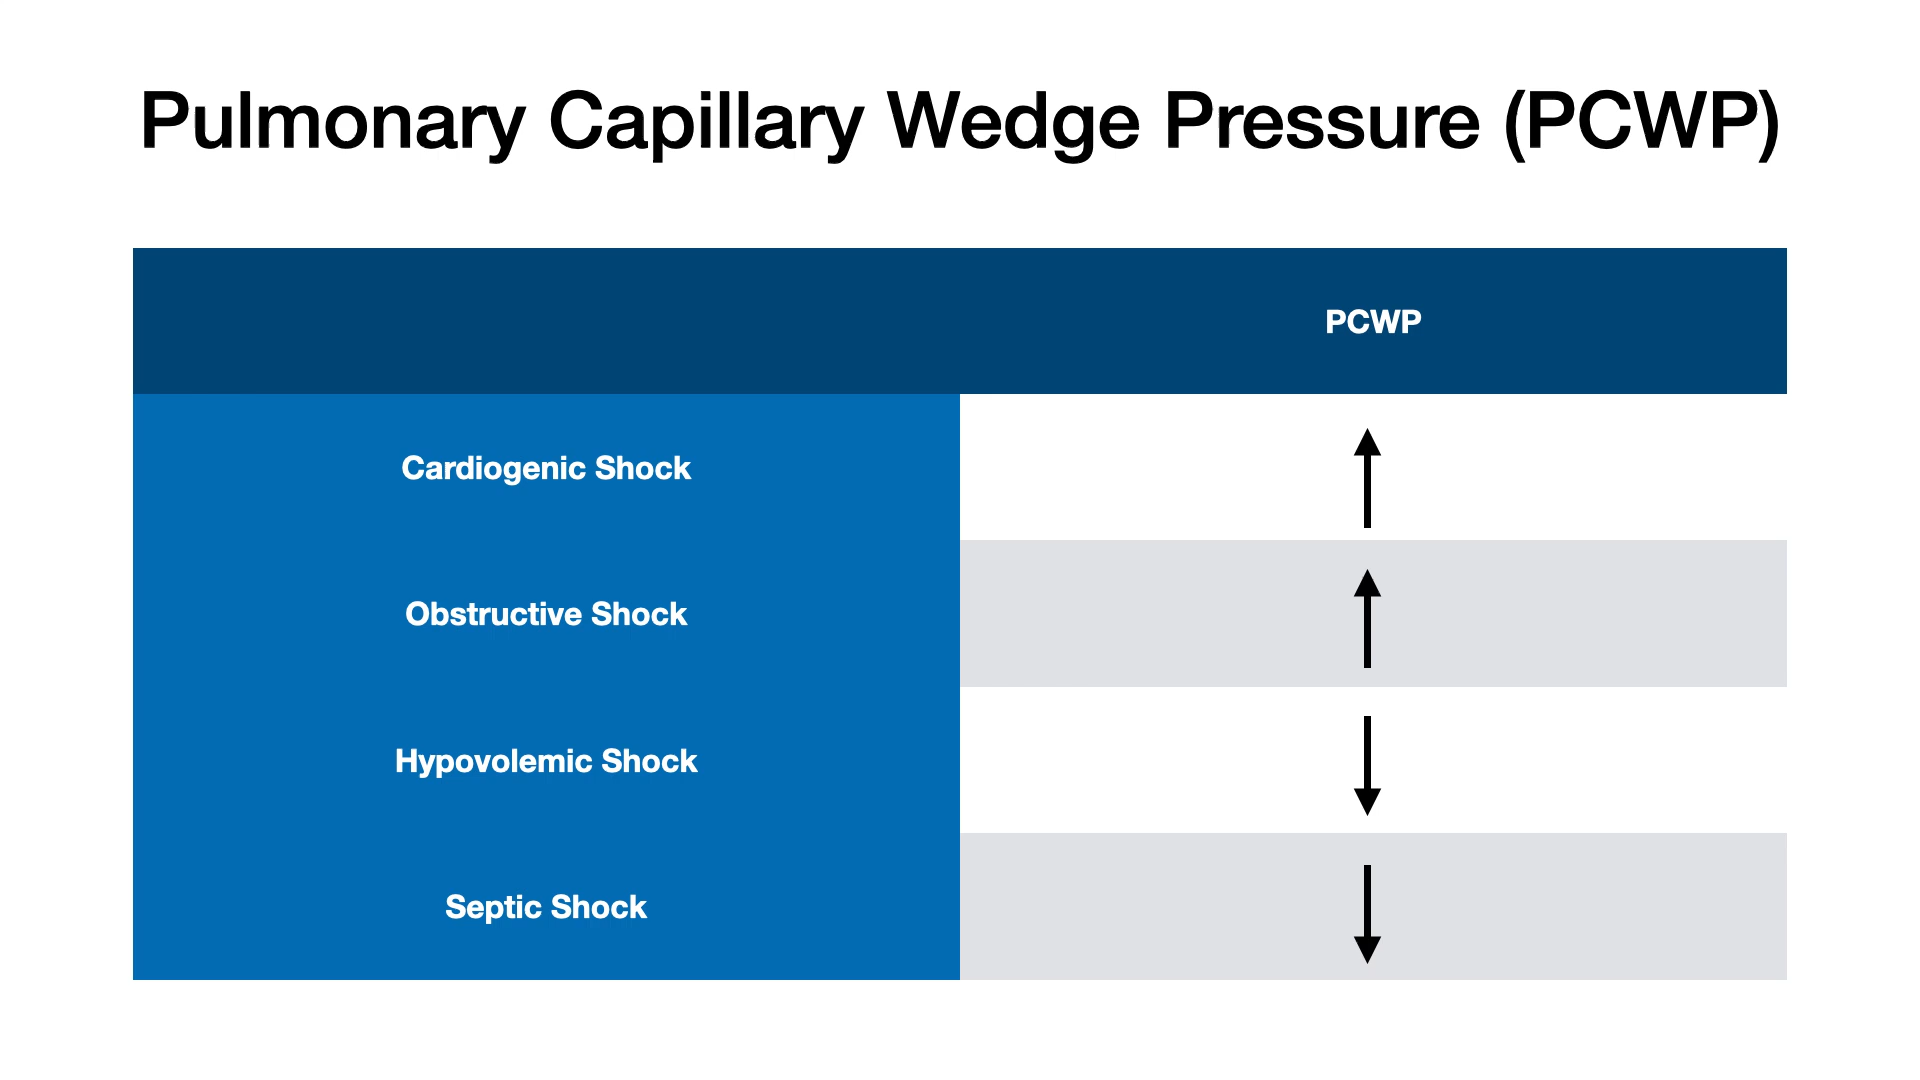 Pulmonary Capillary Wedge Pressure (PCWP)
PCWP
Cardiogenic Shock
Obstructive Shock
Hypovolemic Shock
Septic Shock